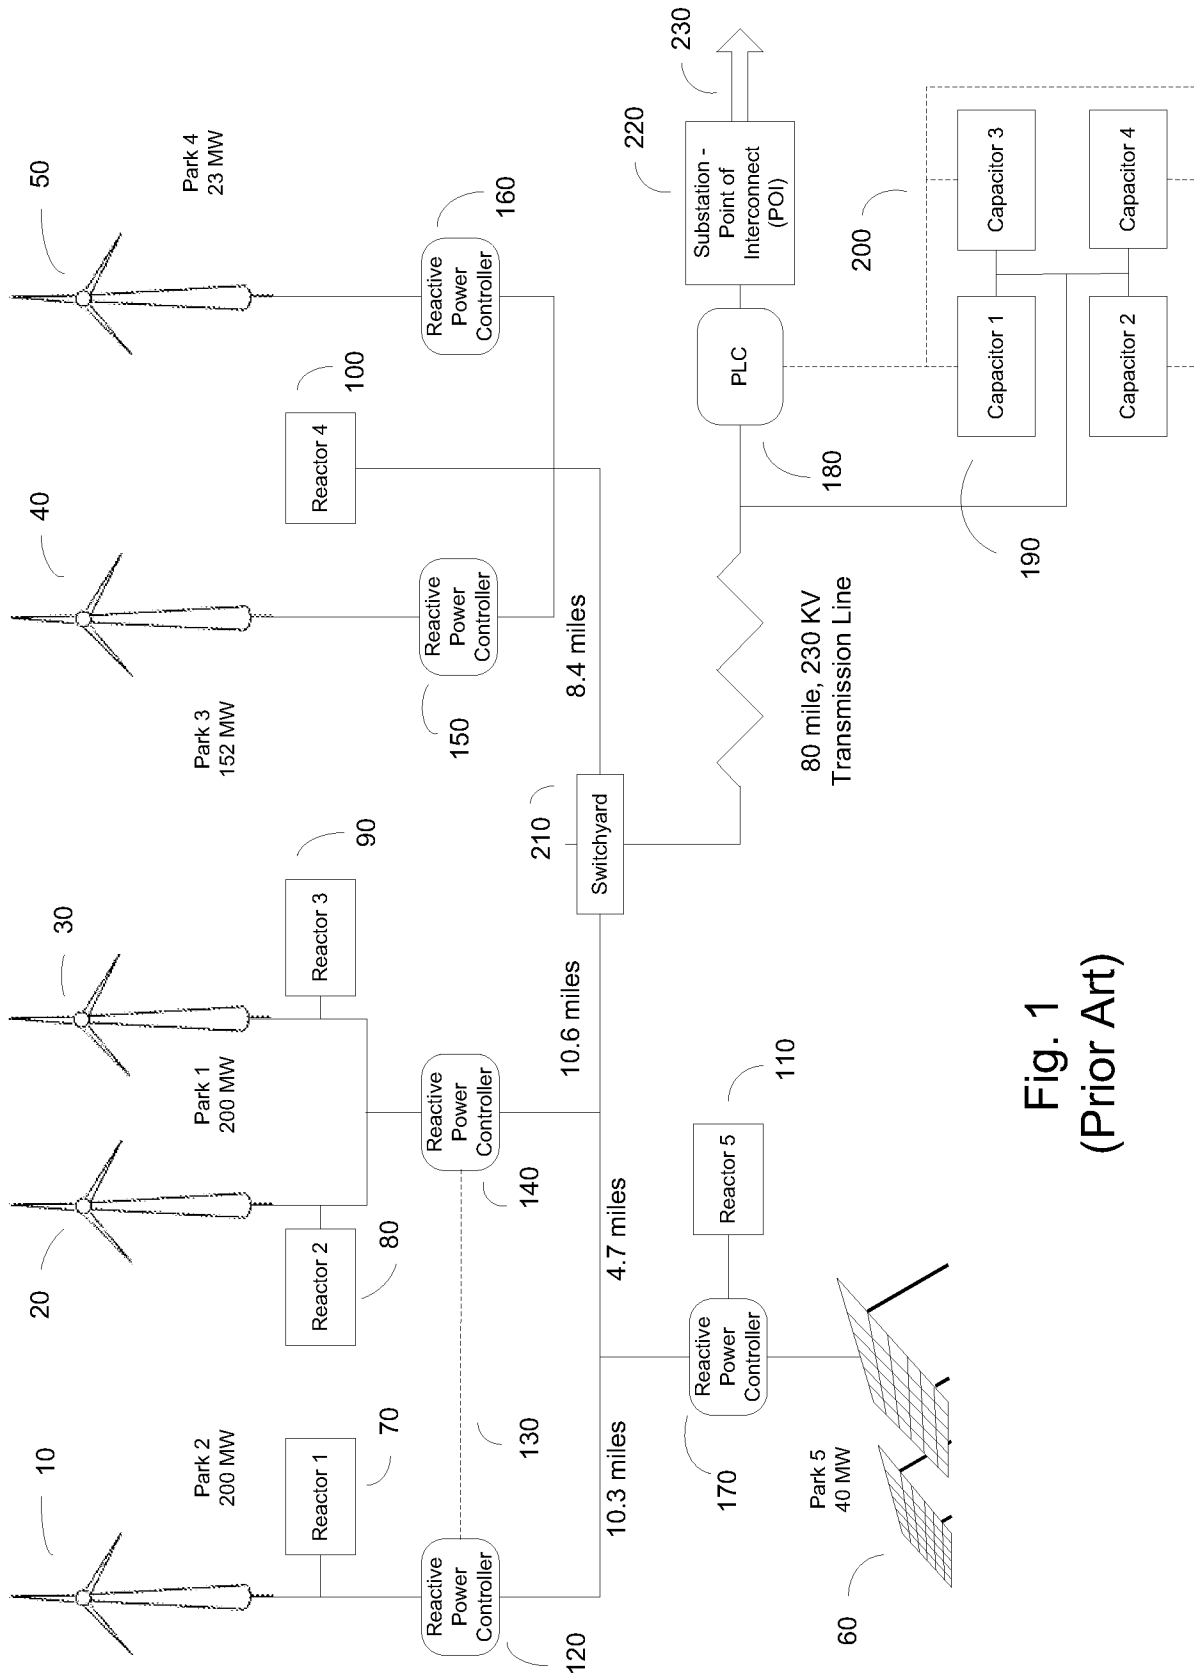 10
Park 2
200 MW
Reactor 1
70
Reactive
Power
Controller
120
130
20
Reactor 2
80
Park 1
200 MW
30
Reactor 3
90
Reactive
Power
Controller
140
Park 3
152 MW
40
Reactive
Power
Controller
150
Reactor 4
100
50
Park 4
23 MW
Reactive
Power
Controller
160
10.3 miles
4.7 miles
10.6 miles
Switchyard
210
8.4 miles
60
Park 5
40 MW
Reactive
Power
Controller
170
Reactor 5
110
80 mile, 230 KV
Transmission Line
PLC
180
Substation -
Point of
Interconnect
(POI)
220
230
190
200
Capacitor 1
Capacitor 3
Capacitor 2
Capacitor 4
Fig. 1
(Prior Art)